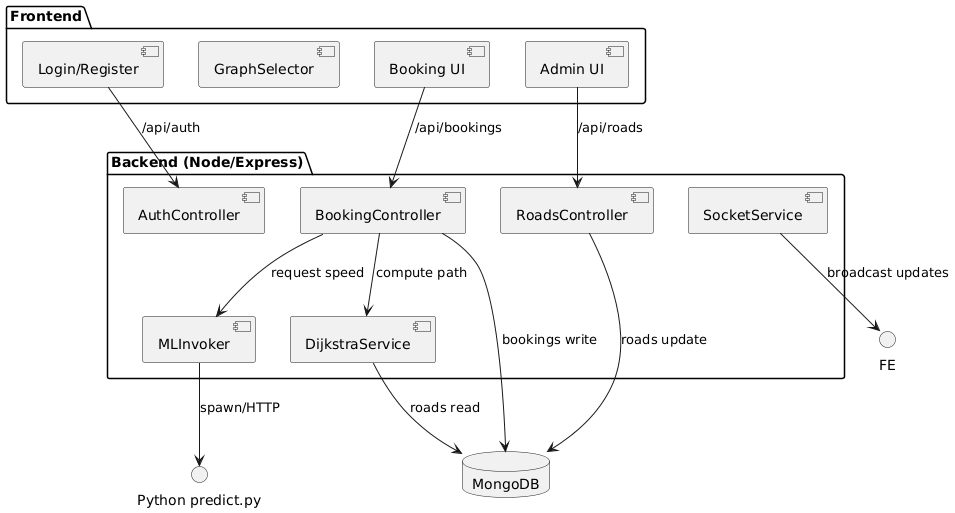 Frontend
Login/Register
GraphSelector
Booking UI
Admin UI
/api/auth
/api/bookings
/api/roads
Backend (Node/Express)
AuthController
BookingController
RoadsController
SocketService
request speed
compute path
broadcast updates
MLInvoker
DijkstraService
bookings write
roads update
FE
spawn/HTTP
roads read
MongoDB
Python predict.py